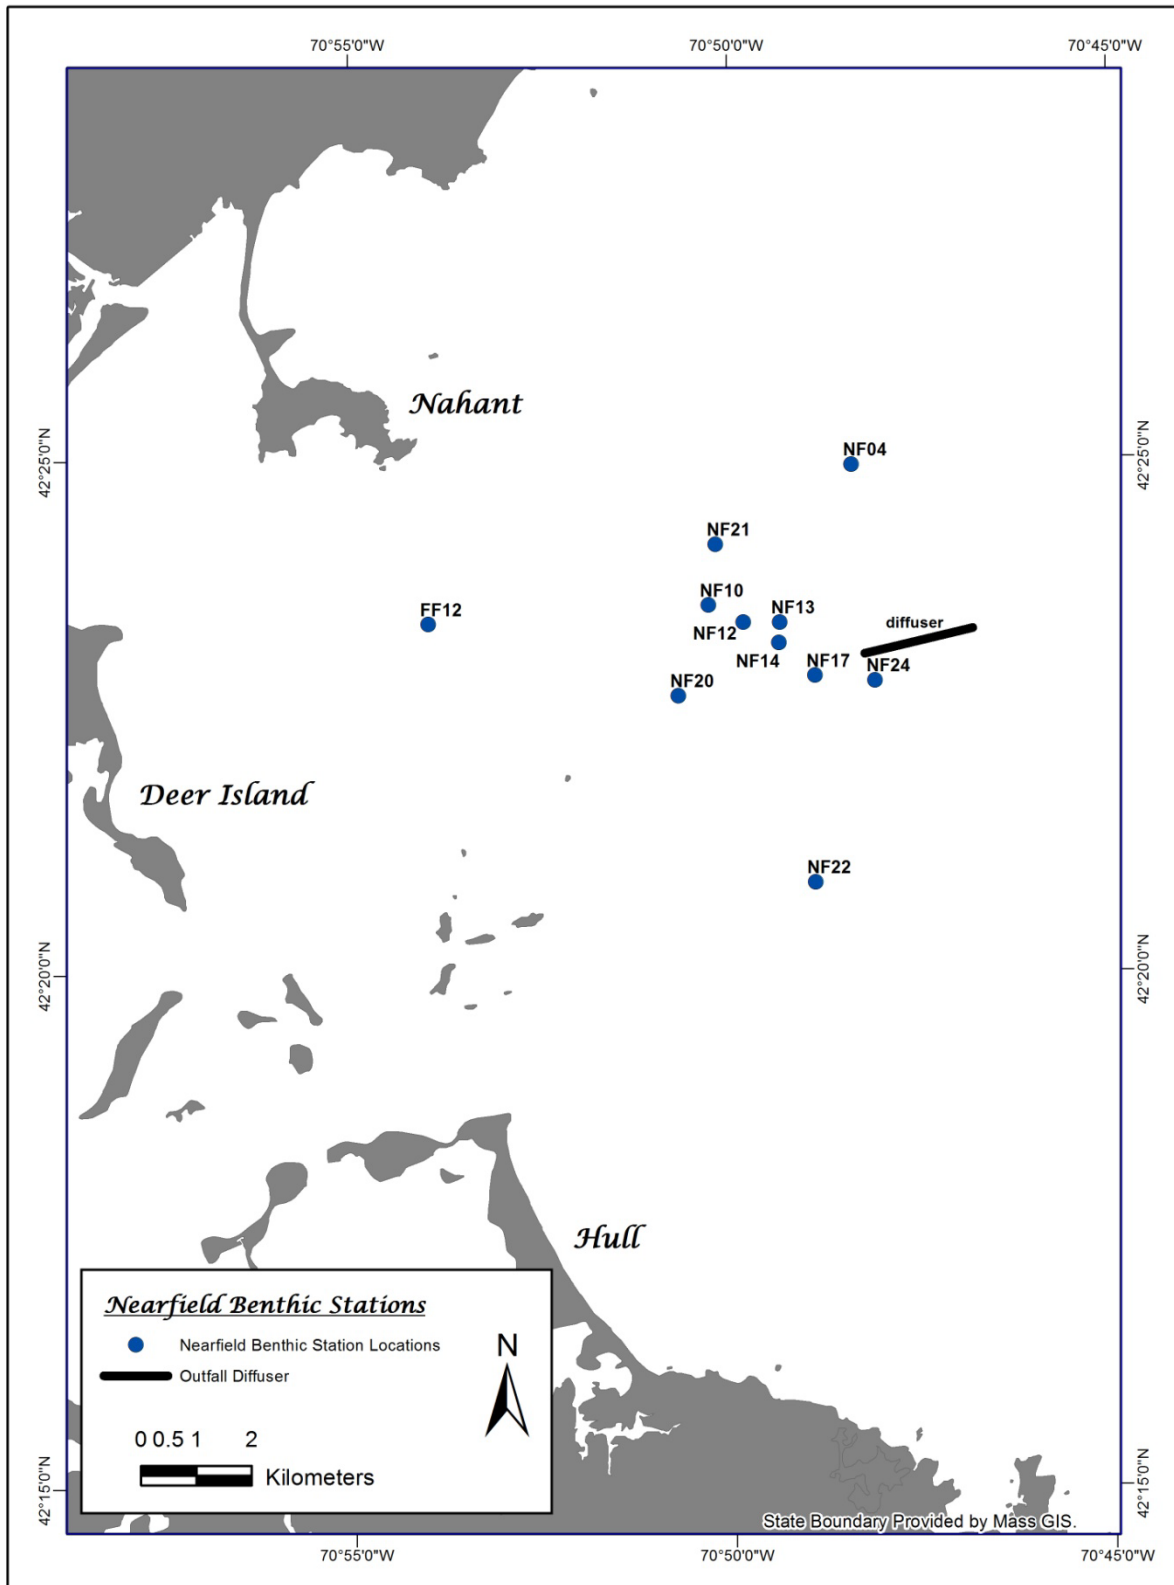 70°55'0"W 70°50'0"W 70°45'0"W
Nahant
42°25'0"N 42°25'0"N
NF04
NF21
NF10
NF13
FF12
NF12
diffuser
NF14
NF17
NF24
NF20
Deer Island
NF22
42°20'0"N 42°20'0"N
Hull
Nearfield Benthic Stations
Nearfield Benthic Station Locations
Outfall Diffuser
N
0 0.5 1 2
Kilometers
42°15'0"N 42°15'0"N
State Boundary Provided by Mass GIS.
70°55'0"W 70°50'0"W 70°45'0"W